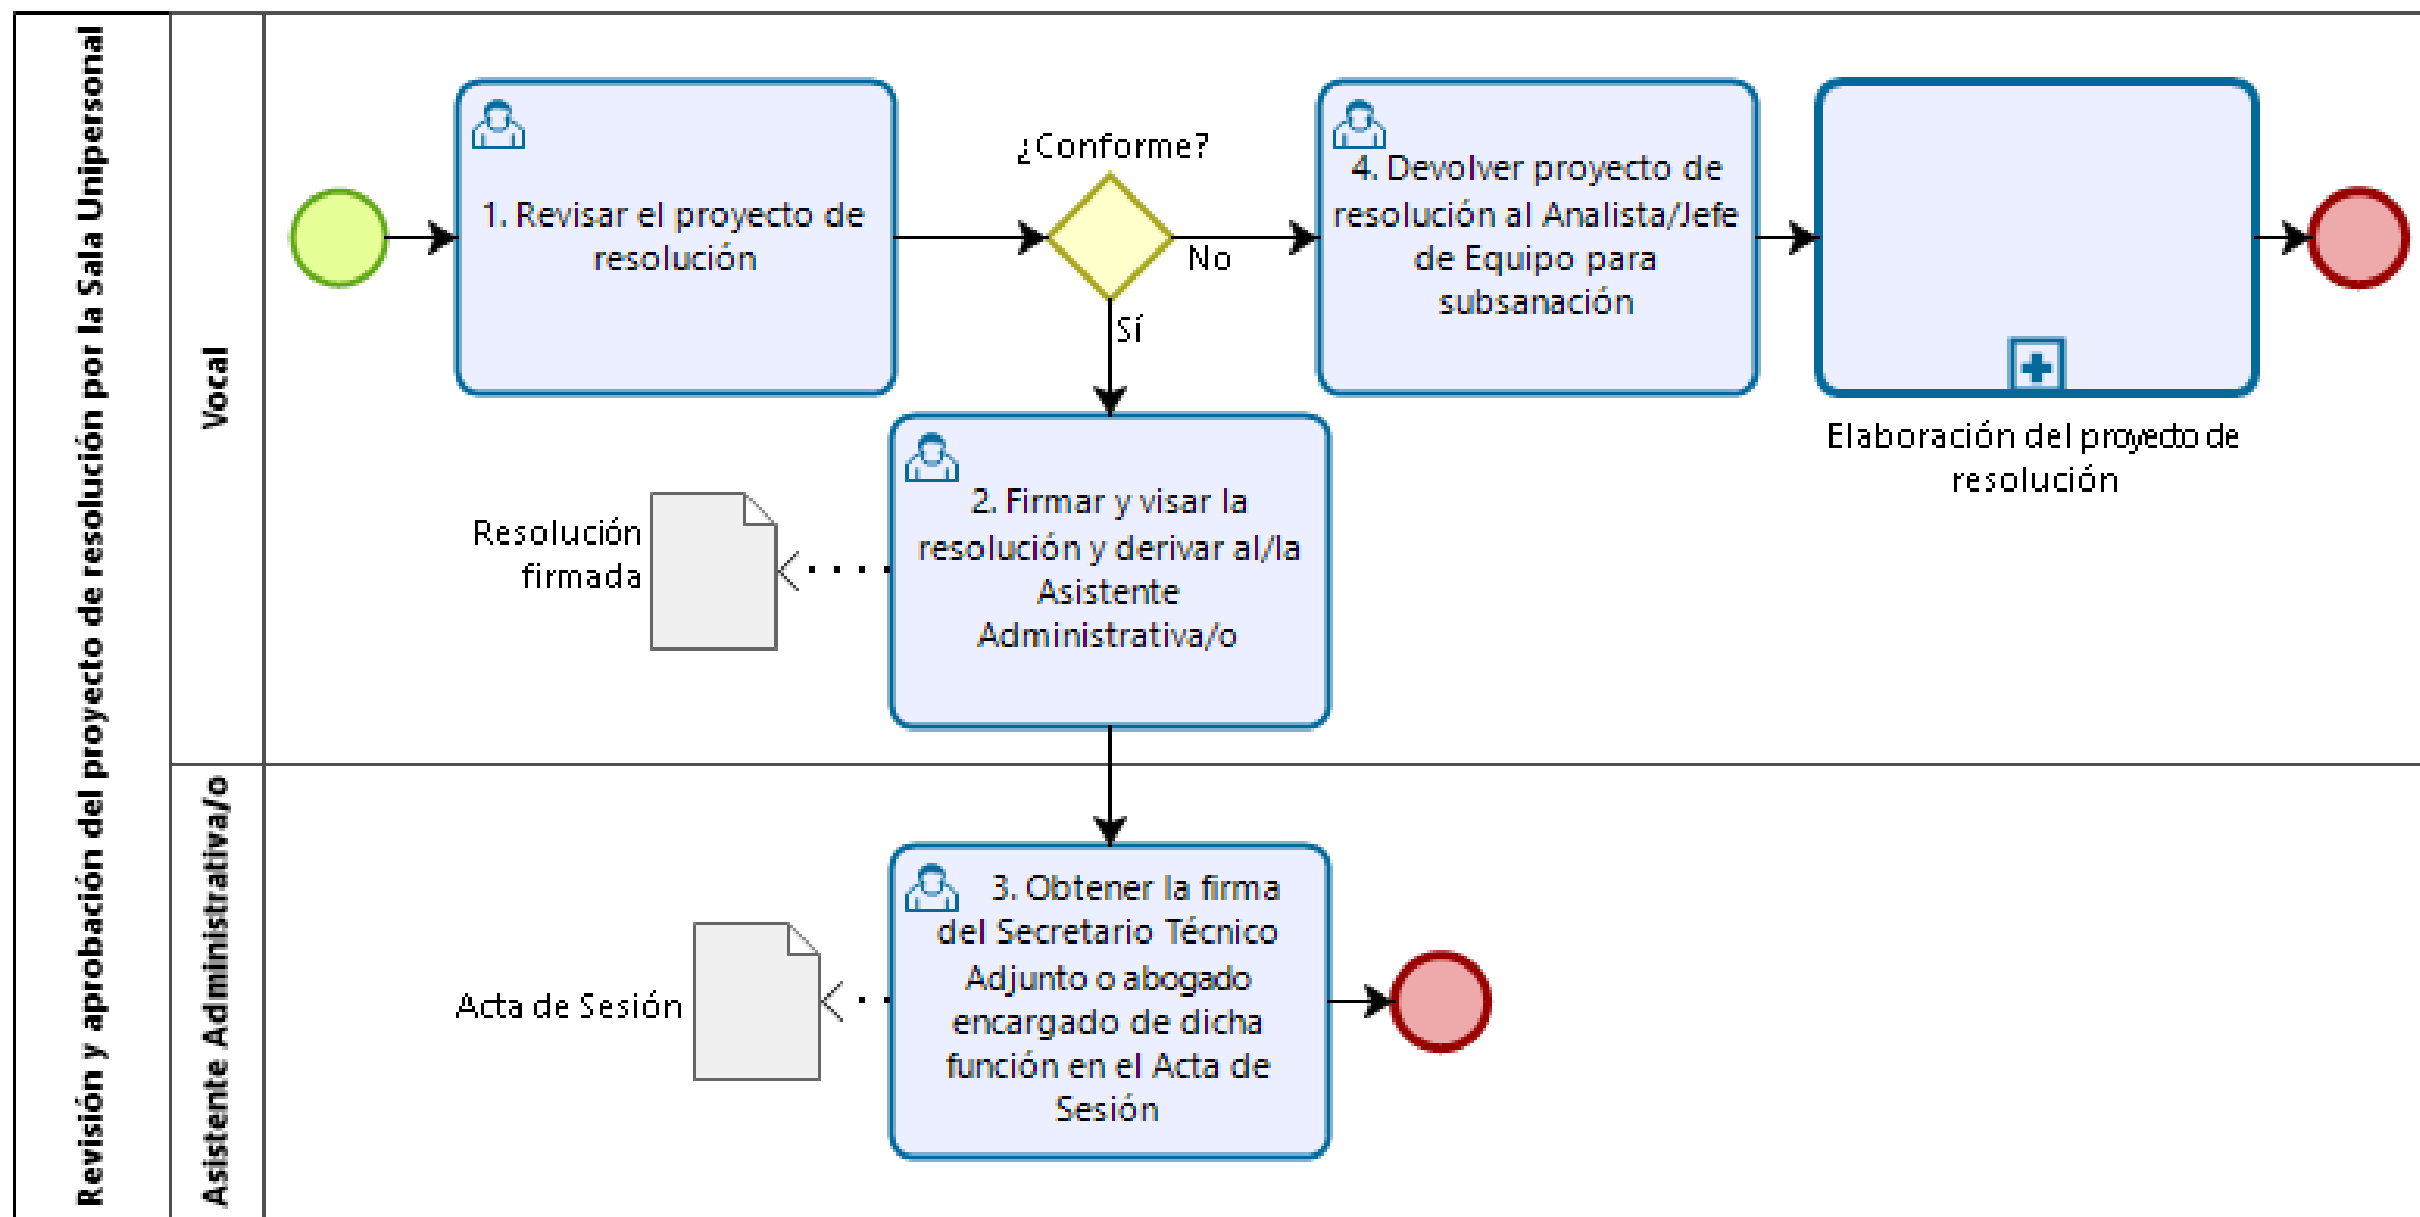 Revisión y aprobación del proyecto de resolución por la Sala Unipersonal
Vocal
1. Revisar el proyecto de
resolución
¿Conforme?
No
Sí
4. Devolver proyecto de
resolución al Analista/Jefe
de Equipo para
subsanación
Elaboración del proyecto de
resolución
2. Firmar y visar la
resolución y derivar al/la
Asistente
Administrativa/o
Resolución
firmada
Asistente Administrativa/o
3. Obtener la firma
del Secretario Técnico
Adjunto o abogado
encargado de dicha
función en el Acta de
Sesión
Acta de Sesión